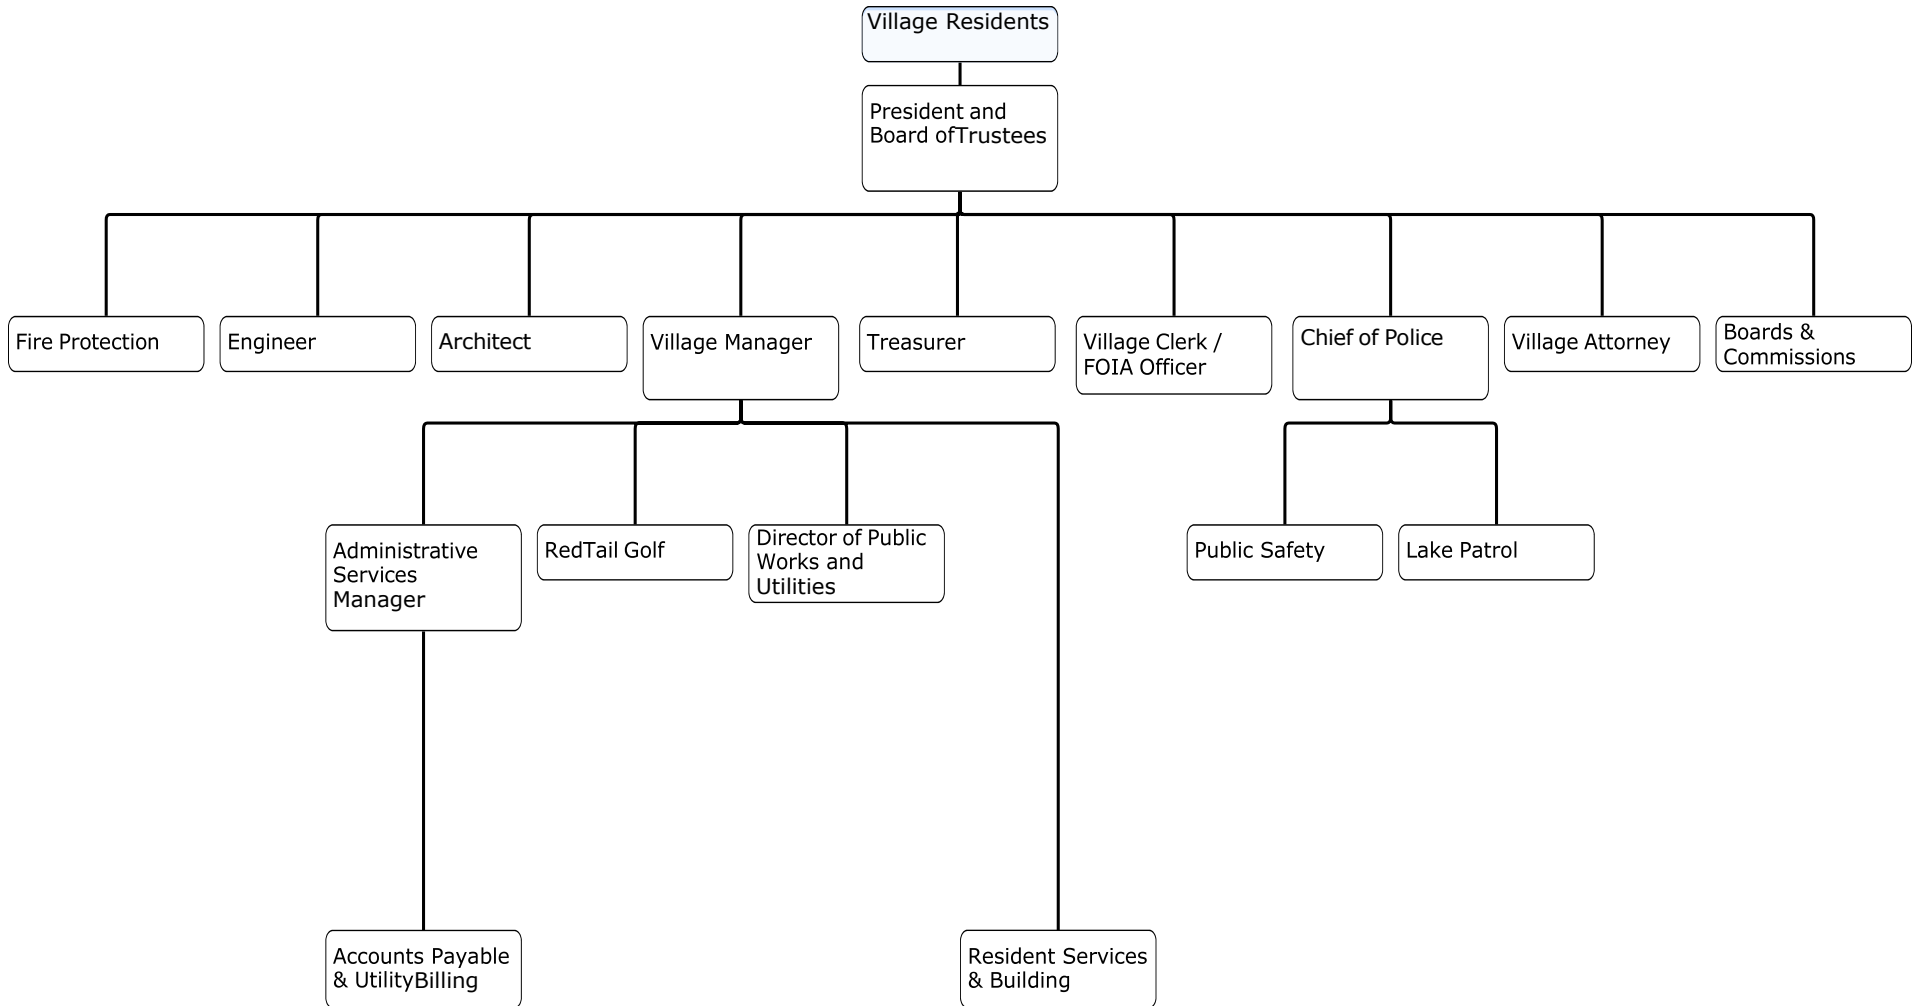 Village Residents
President and
Board ofTrustees
Fire Protection
Engineer
Architect
Village Manager
Treasurer
Village Clerk /
FOIA Officer
Chief of Police
Village Attorney
Boards &
Commissions
Administrative
Services
Manager
RedTail Golf
Director of Public
Works and
Utilities
Public Safety
Lake Patrol
Accounts Payable
& UtilityBilling
Resident Services
& Building